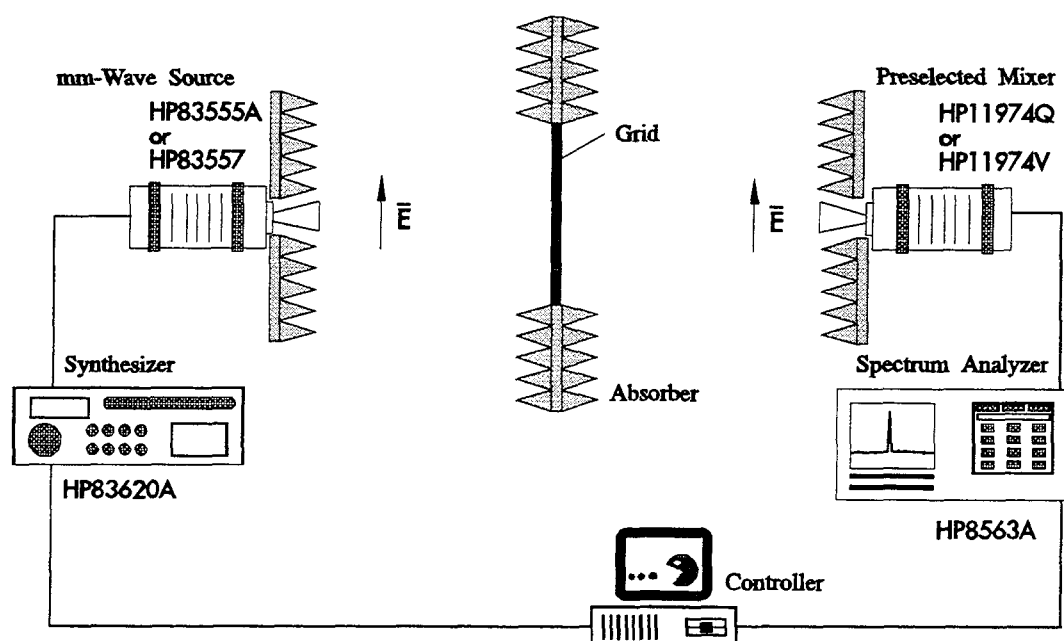 mm-Wave Source
HP83555A
or
HP83557
Grid
Preselected Mixer
HP11974Q
or
HP11974V
E
E
Synthesizer
HP83620A
Absorber
Spectrum Analyzer
HP8563A
Controller